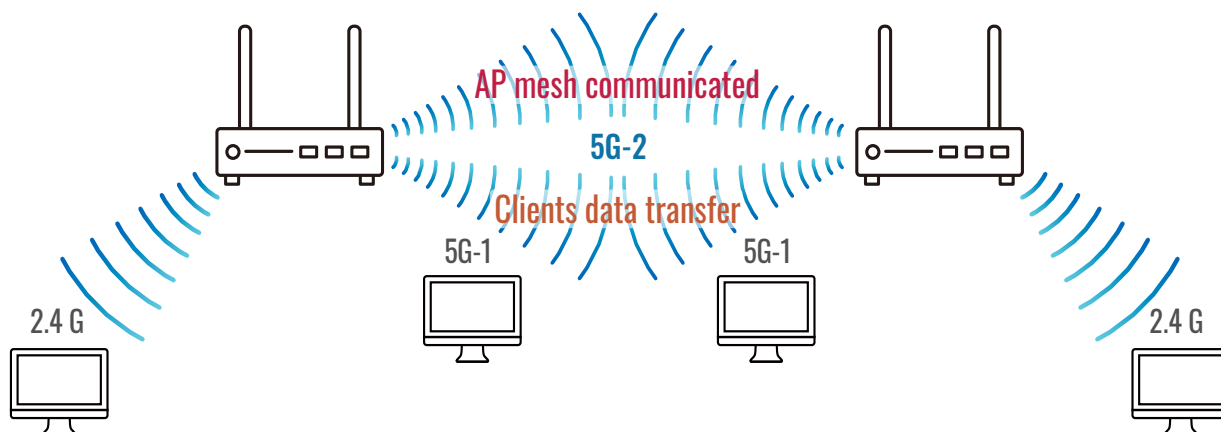 AP mesh communicated
5G-2
Clients data transfer
5G-1
5G-1
2.4 G
2.4 G